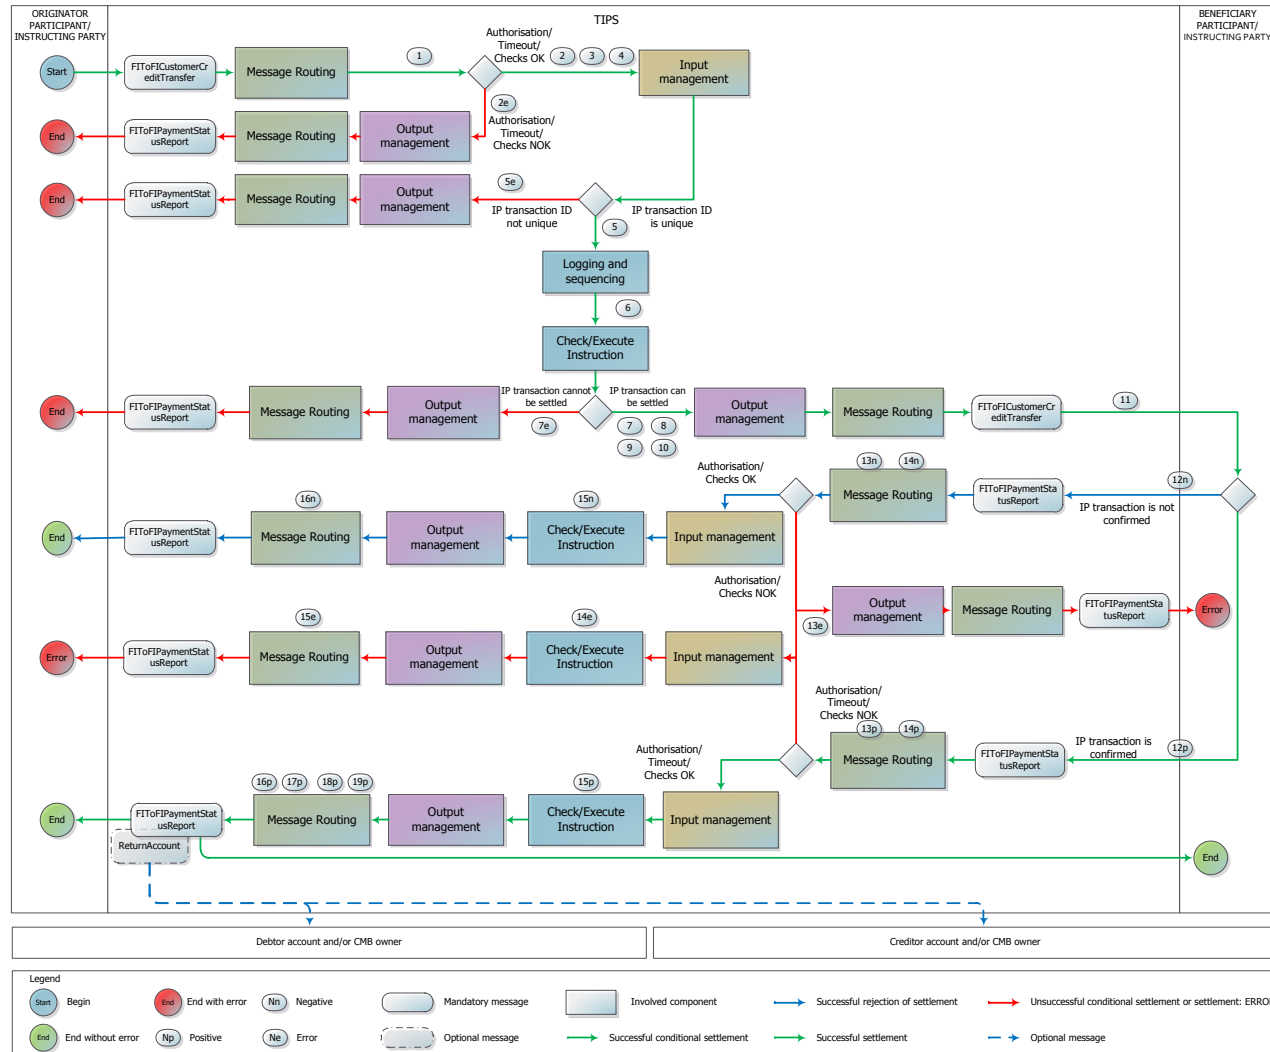 ORIGINATOR
PARTICIPANT/
INSTRUCTING PARTY
TIPS
BENEFICIARY
PARTICIPANT/
INSTRUCTING PARTY
Start
FIToFICustomerCr
editTransfer
Message Routing
1
Authorisation/
Timeout/
Checks OK
2
3
4
Input
management
2e
Authorisation/
Timeout/
Checks NOK
End
FIToFIPaymentStat
usReport
Message Routing
Output
management
End
FIToFIPaymentStat
usReport
Message Routing
Output
management
5e
IP transaction ID
not unique
IP transaction ID
is unique
5
Logging and
sequencing
6
Check/Execute
Instruction
End
FIToFIPaymentStat
usReport
Message Routing
Output
management
IP transaction cannot
be settled
7e
IP transaction can
be settled
7
8
9
10
Output
management
Message Routing
FIToFICustomerCr
editTransfer
11
Authorisation/
Checks OK
13n
14n
Message Routing
FIToFIPaymentSta
tusReport
12n
IP transaction is not
confirmed
End
FIToFIPaymentStat
usReport
16n
Message Routing
Output
management
15n
Check/Execute
Instruction
Input management
Authorisation/
Checks NOK
13e
Output
management
Message Routing
FIToFIPaymentSta
tusReport
Error
Error
FIToFIPaymentStat
usReport
15e
Message Routing
Output
management
14e
Check/Execute
Instruction
Input management
Authorisation/
Timeout/
Checks NOK
13p
14p
Message Routing
FIToFIPaymentSta
tusReport
IP transaction is
confirmed
12p
Authorisation/
Timeout/
Checks OK
End
FIToFIPaymentStat
usReport
ReturnAccount
16p
17p
18p
19p
Message Routing
Output
management
15p
Check/Execute
Instruction
Input management
End
Debtor account and/or CMB owner
Creditor account and/or CMB owner
Legend
Start
Begin
End
End with error
Nn
Negative
Mandatory message
Involved component
Successful rejection of settlement
Unsuccessful conditional settlement or settlement: ERRO
End
End without error
Np
Positive
Ne
Error
Optional message
Successful conditional settlement
Successful settlement
Optional message